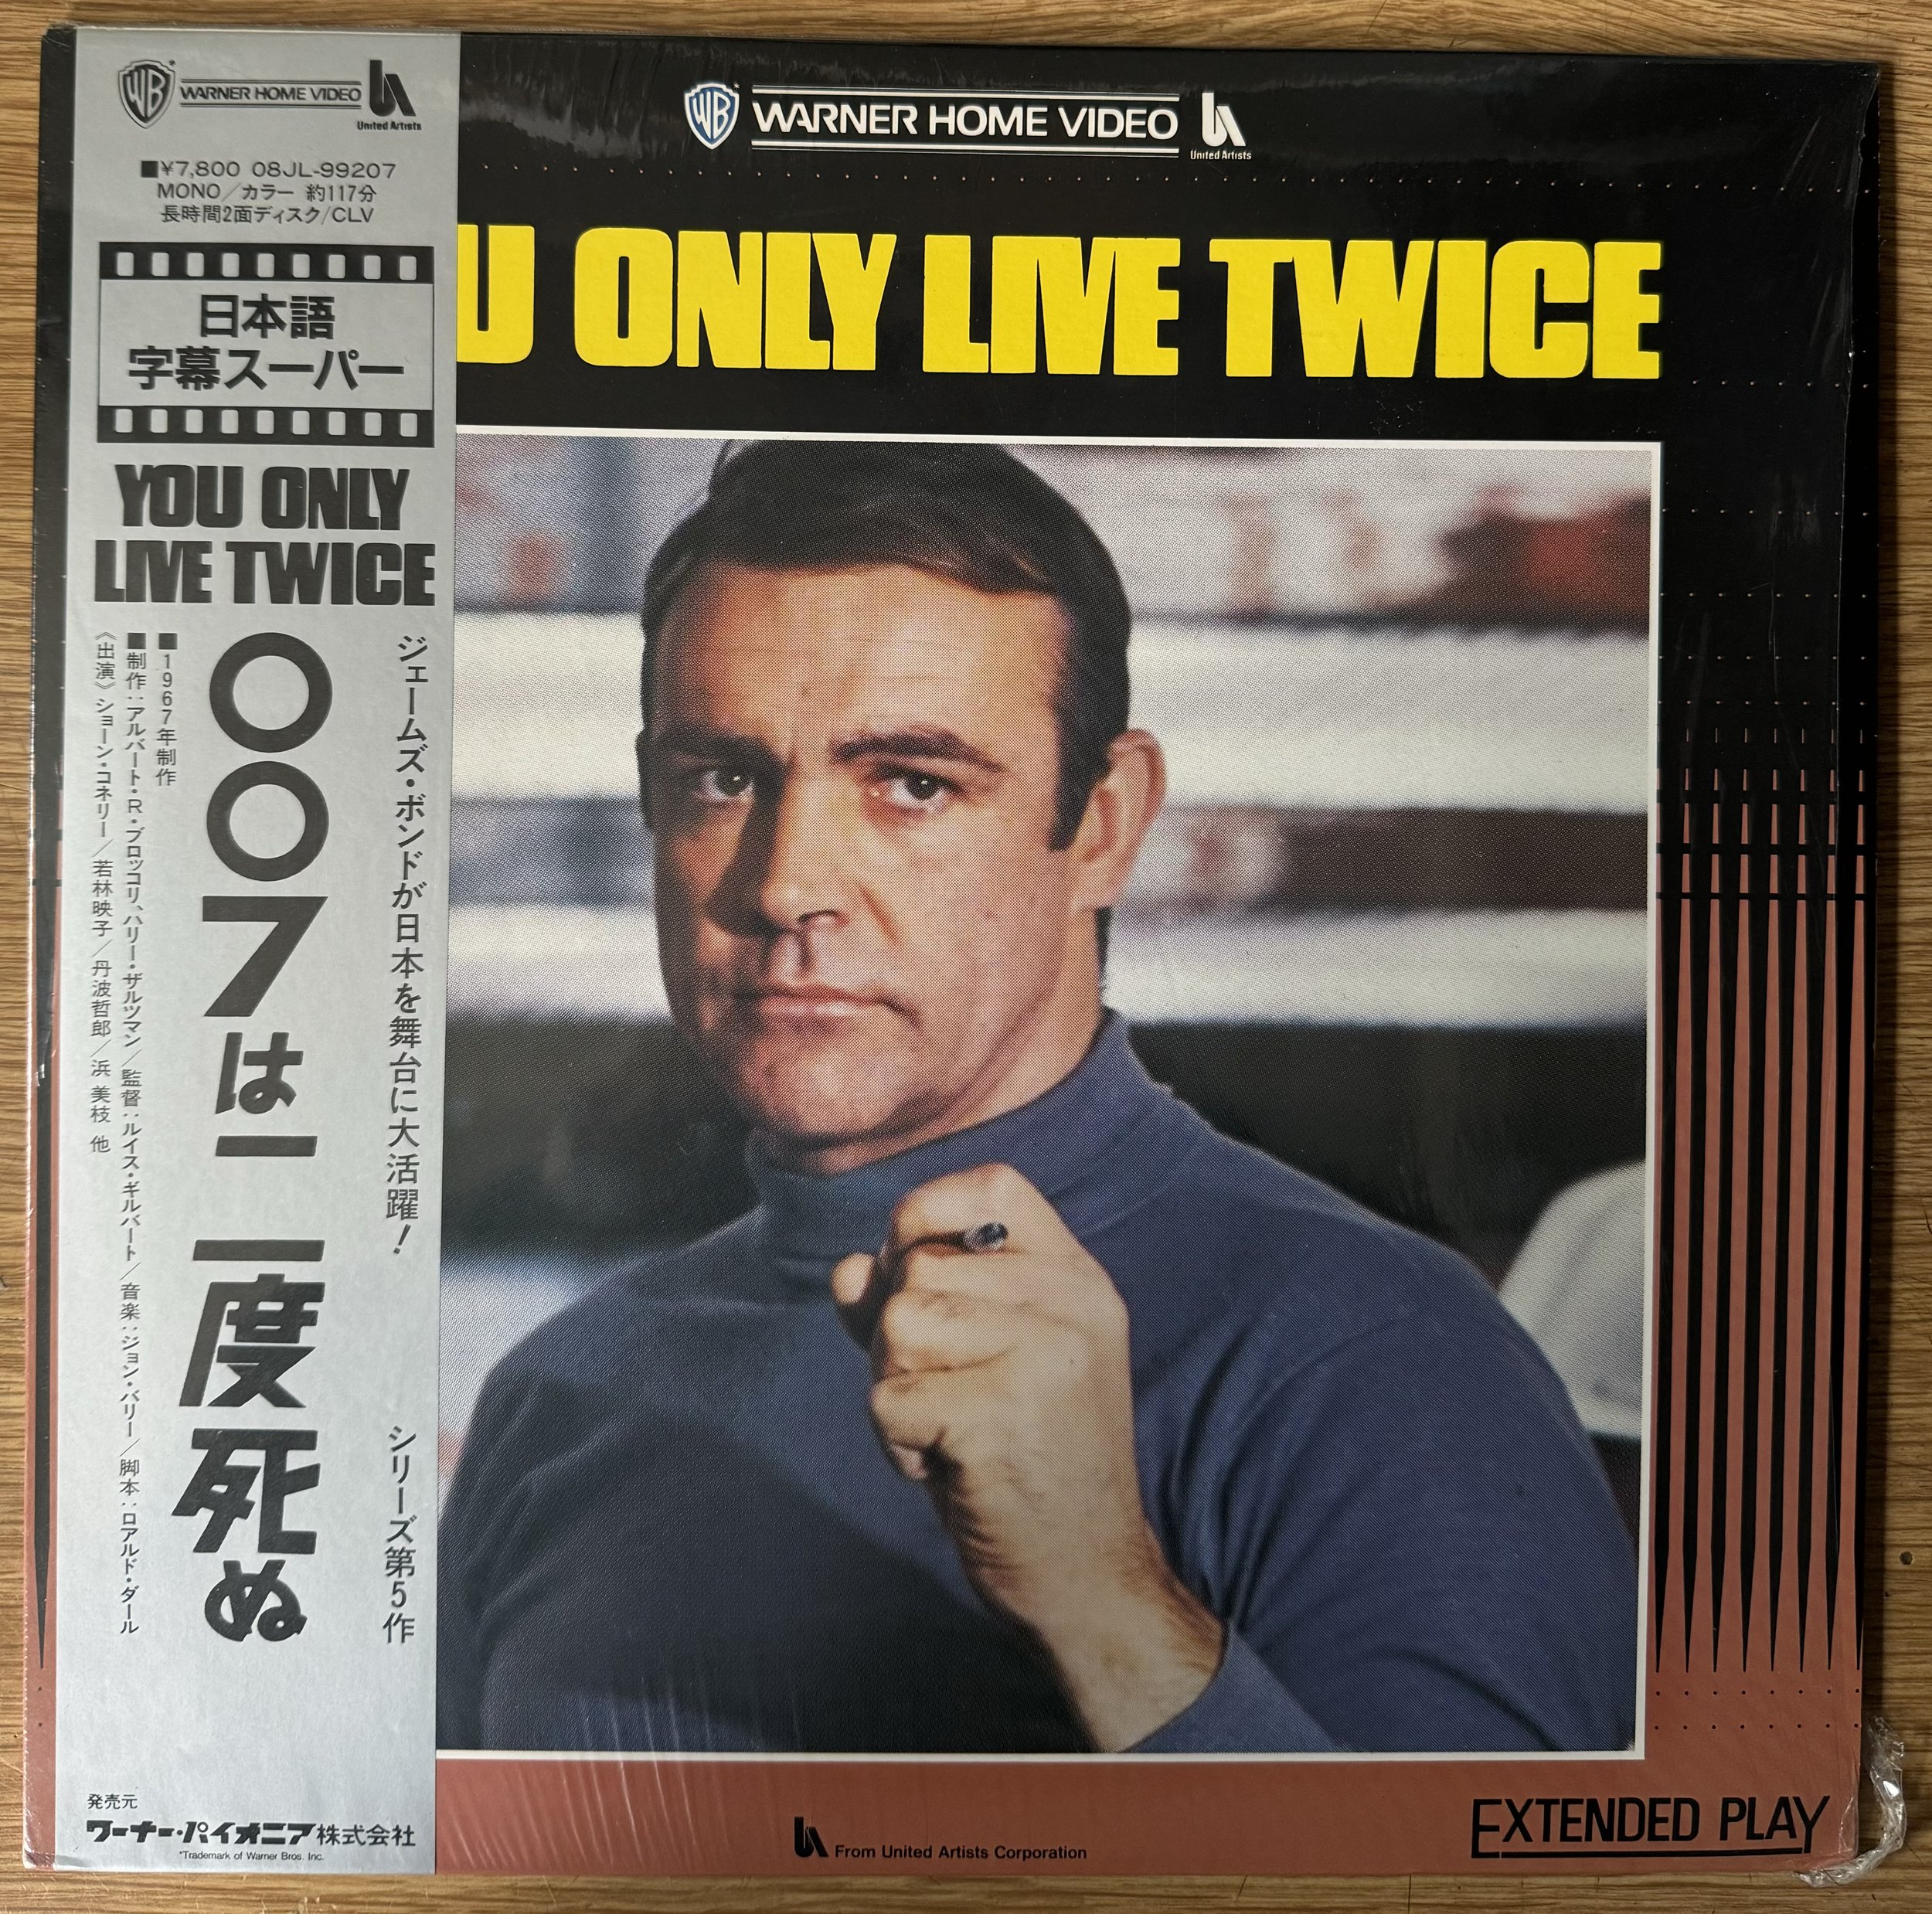 WB WARNER HOME VIDEO
United Artists
■¥7,800 08JL-99207
MONO／カラー 約117分
長時間2面ディスク/CLV
日本語
字幕スーパー
YOU ONLY
LIVE TWICE
ジェームズ・ボンドが日本を舞台に大活躍！ シリーズ第5作
007は二度死ぬ
■1967年制作
■制作：アルバート・R・ブロッコリ、ハリー・ザルツマン／監督：ルイス・ギルバート／音楽：ジョン・バリー／脚本：ロアルド・ダール
《出演》ショーン・コネリー／若林映子／丹波哲郎／浜 美枝 他
発売元
ワーナー・パイオニア株式会社
*Trademark of Warner Bros. Inc.
WB WARNER HOME VIDEO
United Artists
U ONLY LIVE TWICE
From United Artists Corporation
EXTENDED PLAY